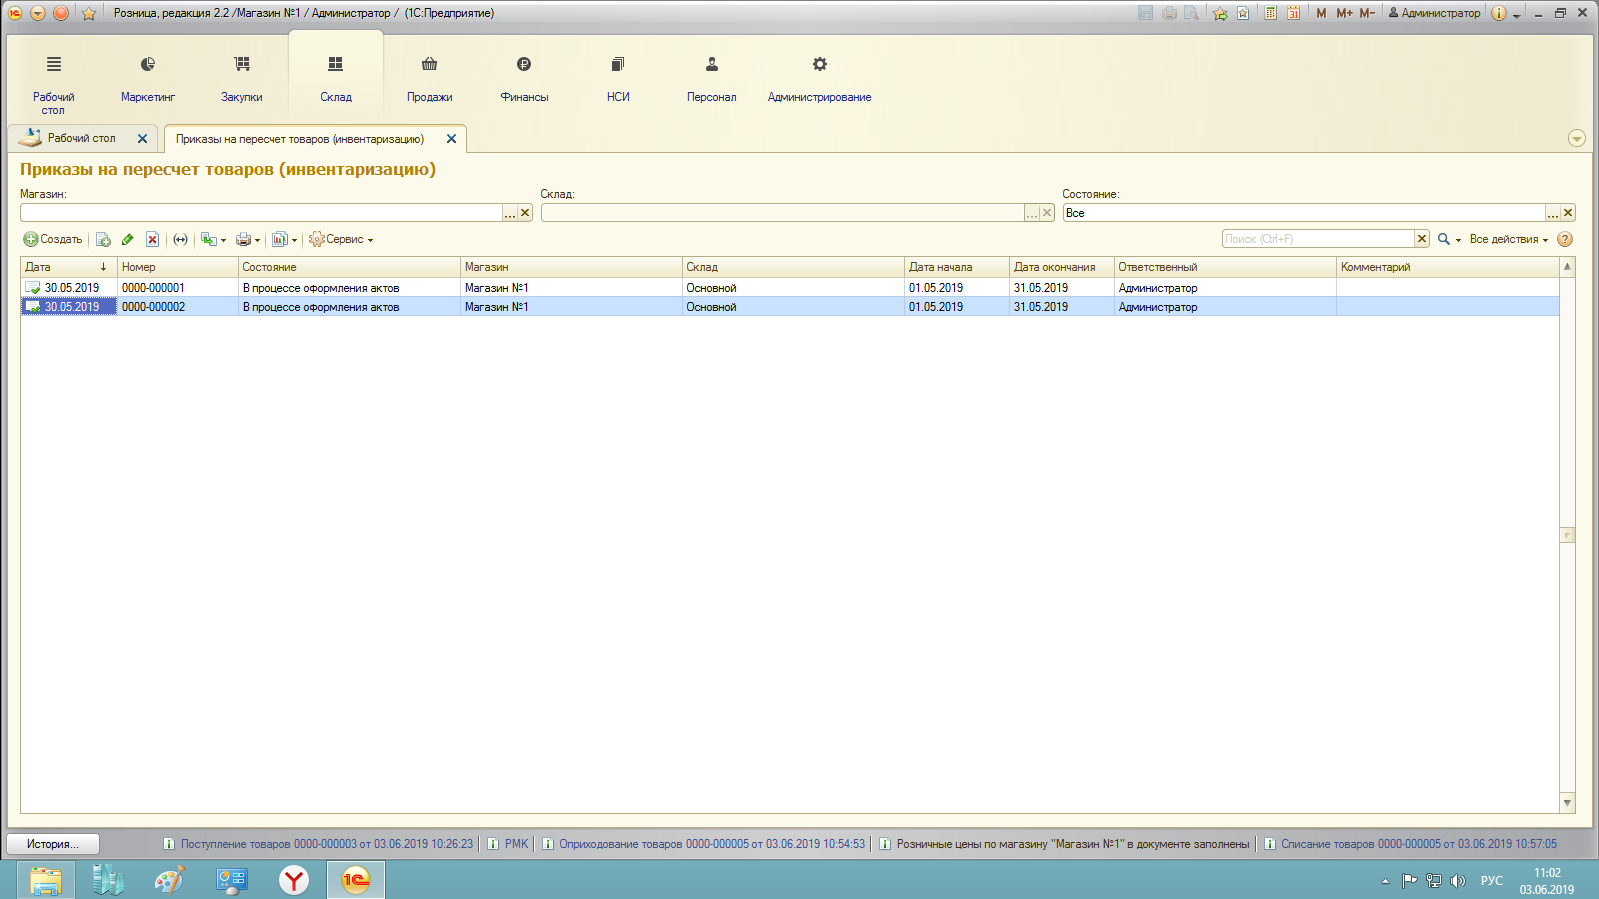 Розница, редакция 2.2 /Магазин №1 / Администратор / (1С:Предприятие)
31
M M+ M-
Администратор
Рабочий стол
Маркетинг
Закупки
Склад
Продажи
Финансы
НСИ
Персонал
Администрирование
Рабочий стол
Приказы на пересчет товаров (инвентаризацию)
Приказы на пересчет товаров (инвентаризацию)
Магазин: Склад: Состояние:
Все
Создать Сервис Поиск (Ctrl+F) Все действия ?
Дата Номер Состояние Магазин Склад Дата начала Дата окончания Ответственный Комментарий
30.05.2019 0000-000001 В процессе оформления актов Магазин №1 Основной 01.05.2019 31.05.2019 Администратор
30.05.2019 0000-000002 В процессе оформления актов Магазин №1 Основной 01.05.2019 31.05.2019 Администратор
История... Поступление товаров 0000-000003 от 03.06.2019 10:26:23 РМК Оприходование товаров 0000-000005 от 03.06.2019 10:54:53 Розничные цены по магазину "Магазин №1" в документе заполнены Списание товаров 0000-000005 от 03.06.2019 10:57:05
РУС
11:02
03.06.2019